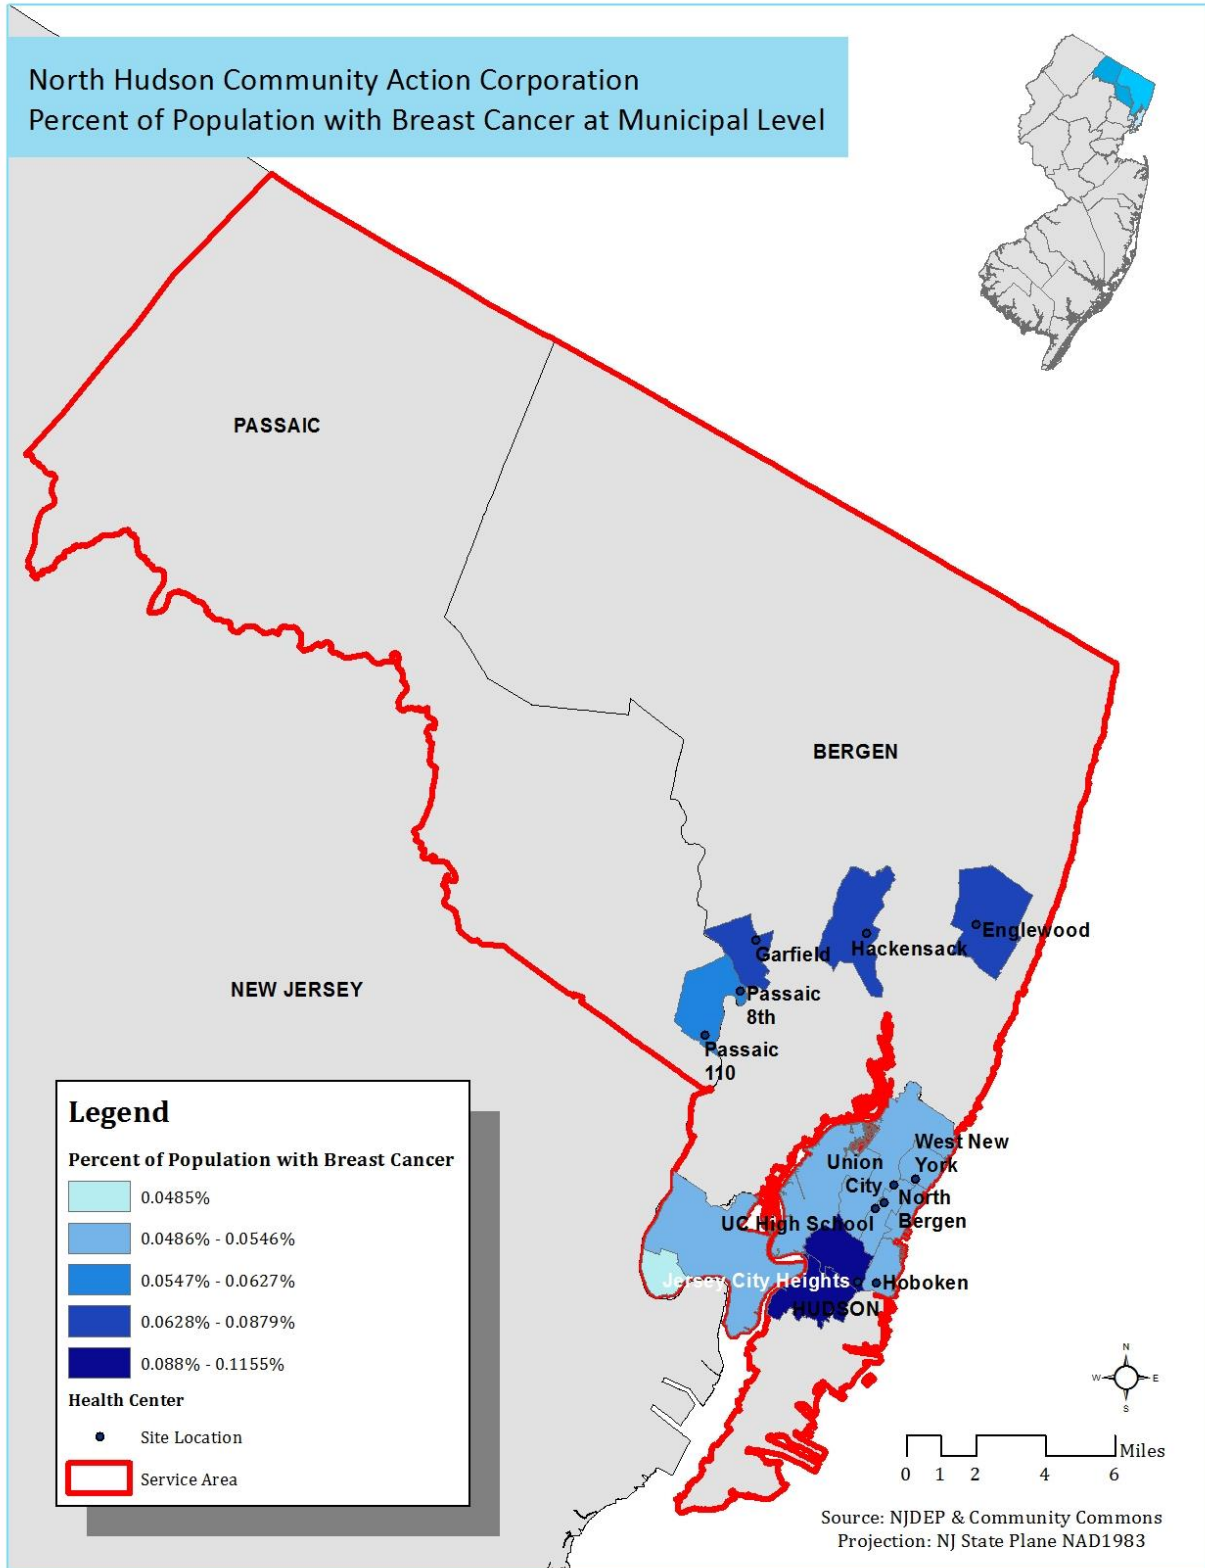 North Hudson Community Action Corporation
Percent of Population with Breast Cancer at Municipal Level
PASSAIC
BERGEN
Englewood
Hackensack
Garfield
NEW JERSEY
Passaic
8th
Passaic
110
West New
York
Union
City
North
Bergen
UC High School
Jersey City Heights
Hoboken
HUDSON
Legend
Percent of Population with Breast Cancer
0.0485%
0.0486% - 0.0546%
0.0547% - 0.0627%
0.0628% - 0.0879%
0.088% - 0.1155%
Health Center
Site Location
Service Area
N
W
E
S
Miles
0 1 2 4 6
Source: NJDEP & Community Commons
Projection: NJ State Plane NAD1983